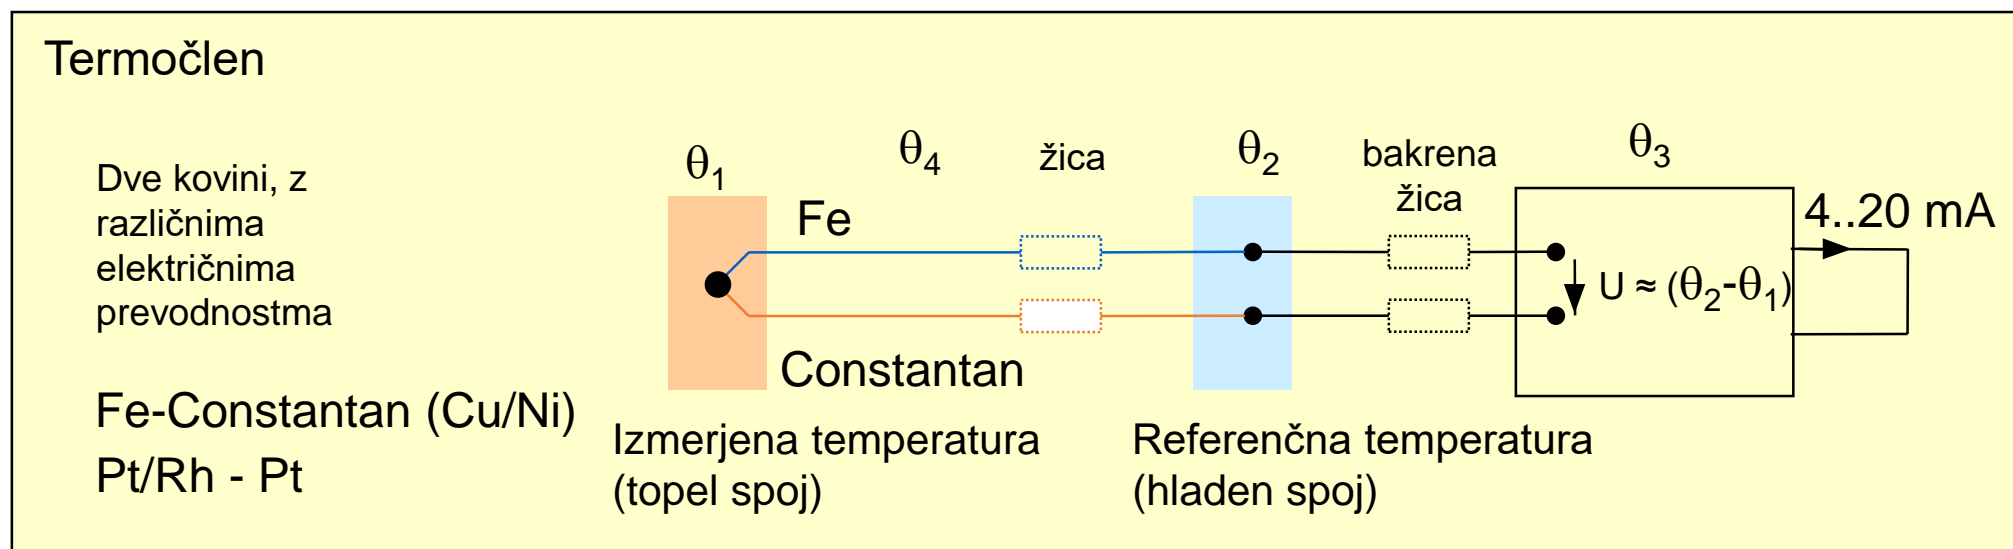 Termočlen
Dve kovini, z
različnima
električnima
prevodnostma
Fe-Constantan (Cu/Ni)
Pt/Rh - Pt
θ1
θ4
žica
θ2
bakrena
žica
θ3
Fe
Constantan
4..20 mA
U ≈ (θ2-θ1)
Izmerjena temperatura
(topel spoj)
Referenčna temperatura
(hladen spoj)